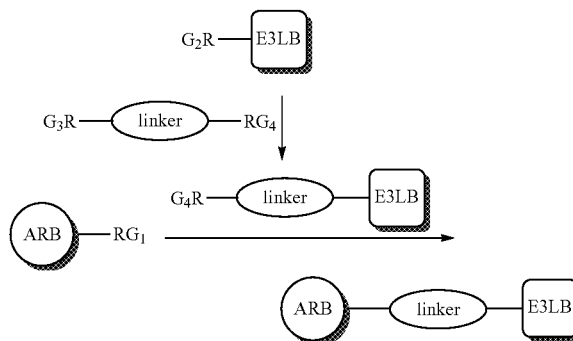 G2R E3LB
G3R linker RG4
G4R linker E3LB
ARB RG1
ARB linker E3LB